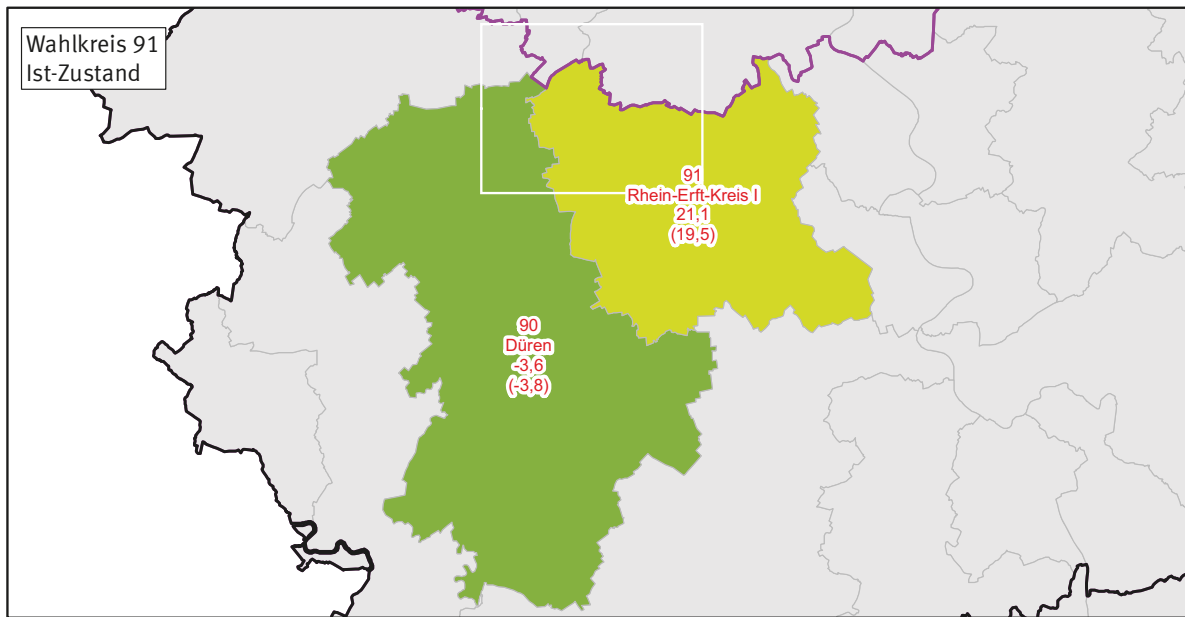 Wahlkreis 91
Ist-Zustand
91
Rhein-Erft-Kreis I
21,1
(19,5)
90
Düren
-3,6
(-3,8)